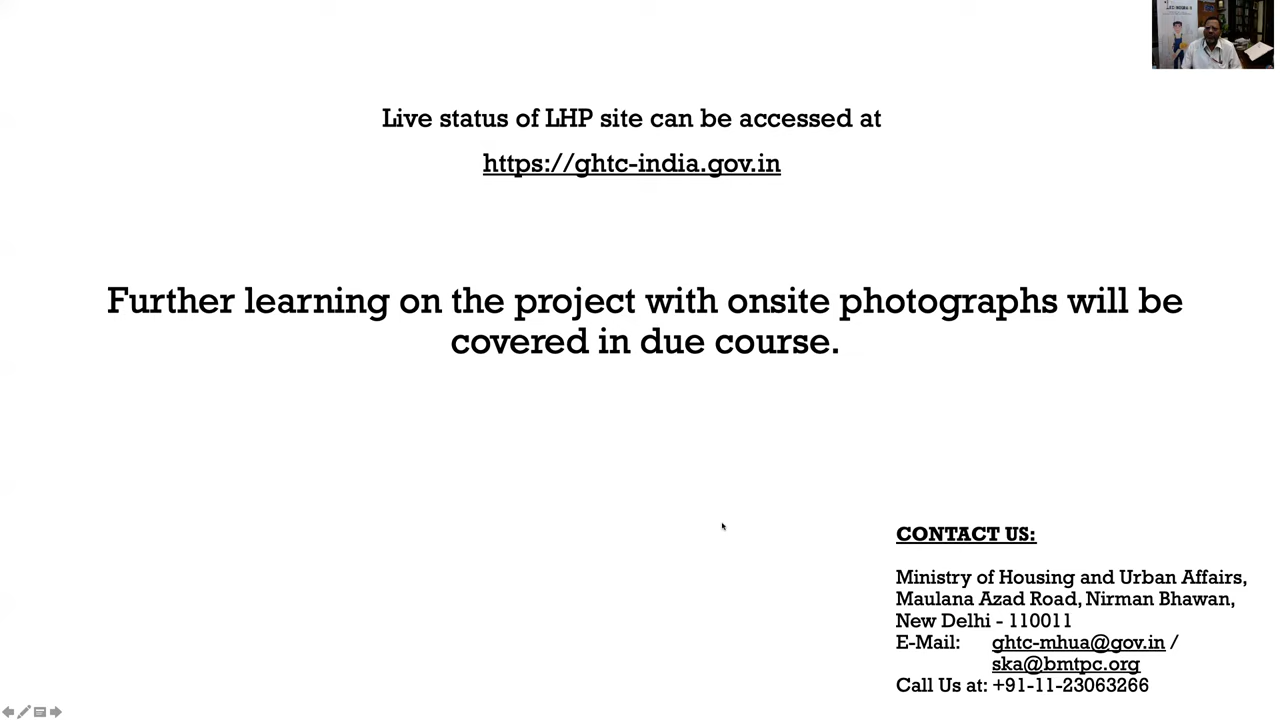 Live status of LHP site can be accessed at
https://ghtc-india.gov.in
Further learning on the project with onsite photographs will be
covered in due course.
CONTACT US:
Ministry of Housing and Urban Affairs,
Maulana Azad Road, Nirman Bhawan,
New Delhi - 110011
E-Mail: ghtc-mhua@gov.in /
ska@bmtpc.org
Call Us at: +91-11-23063266